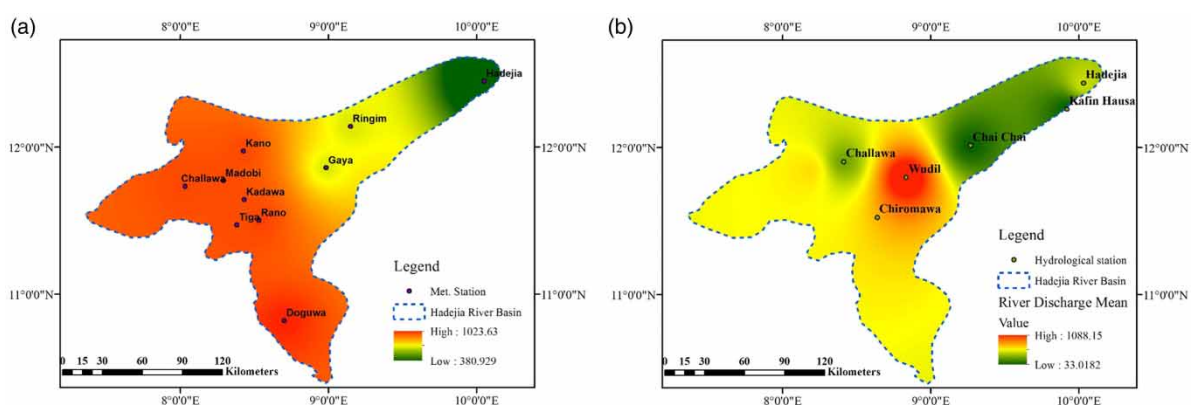 (a)
8°0'0"E 9°0'0"E 10°0'0"E
12°0'0"N
11°0'0"N
Hadejia
Ringim
Gaya
Kano
Madobi
Challawa
Kadawa
Tiga
Rano
Doguwa
Legend
Met. Station
Hadejia River Basin
High : 1023.63
Low : 380.929
0 15 30 60 90 120
Kilometers
8°0'0"E 9°0'0"E 10°0'0"E
(b)
8°0'0"E 9°0'0"E 10°0'0"E
12°0'0"N
11°0'0"N
12°0'0"N
11°0'0"N
Hadejia
Kafin Hausa
Chai Chai
Challawa
Wudil
Chiromawa
Legend
Hydrological station
Hadejia River Basin
River Discharge Mean
Value
High : 1088.15
Low : 33.0182
0 15 30 60 90 120
Kilometers
8°0'0"E 9°0'0"E 10°0'0"E